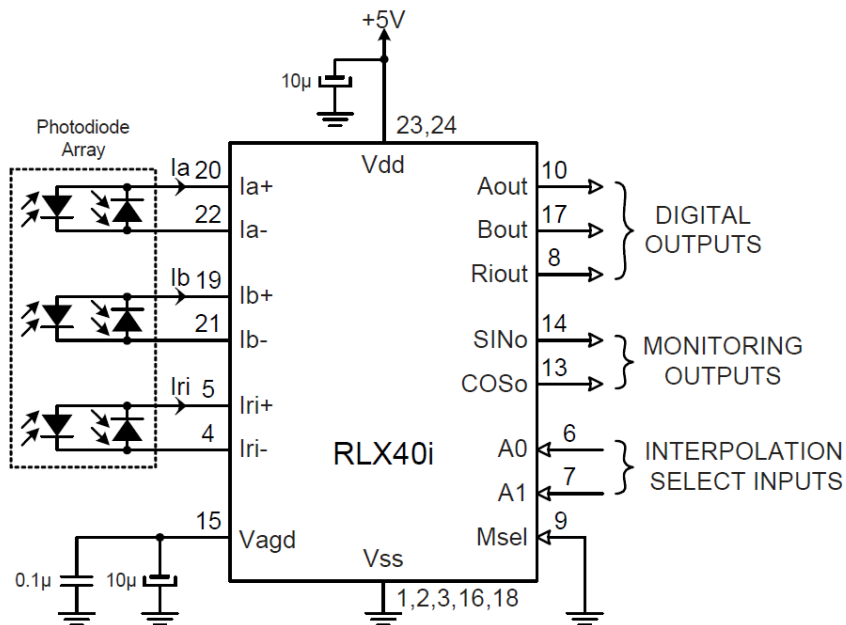 +5V
10µ
23,24
Vdd
Photodiode
Array
Ia 20 Ia+
22 Ia-
Ib 19 Ib+
21 Ib-
Iri 5 Iri+
4 Iri-
15 Vagd
0.1µ 10µ
RLX40i
Vss
1,2,3,16,18
Aout 10
Bout 17
Riout 8
DIGITAL
OUTPUTS
SINo 14
COSo 13
MONITORING
OUTPUTS
A0 6
A1 7
INTERPOLATION
SELECT INPUTS
Msel 9